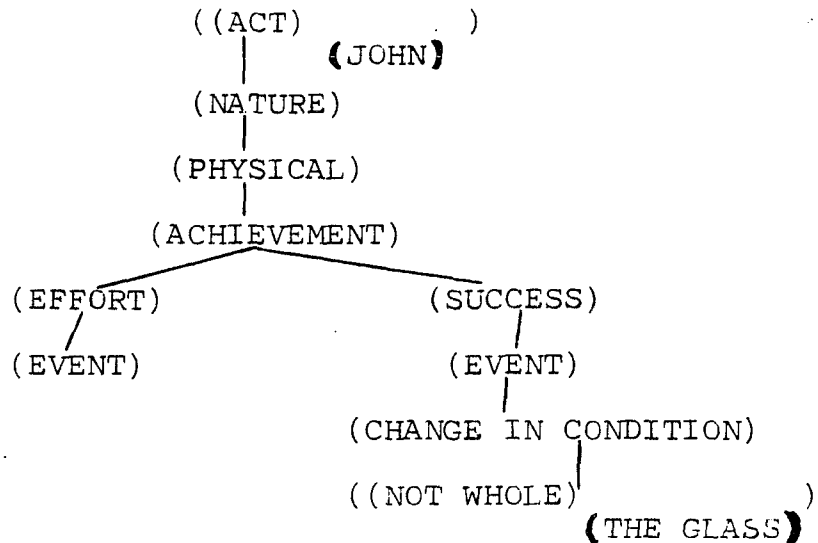 ((ACT) )
(JOHN)
(NATURE)
(PHYSICAL)
(ACHIEVEMENT)
(EFFORT) (SUCCESS)
(EVENT) (EVENT)
(CHANGE IN CONDITION)
((NOT WHOLE) )
(THE GLASS)